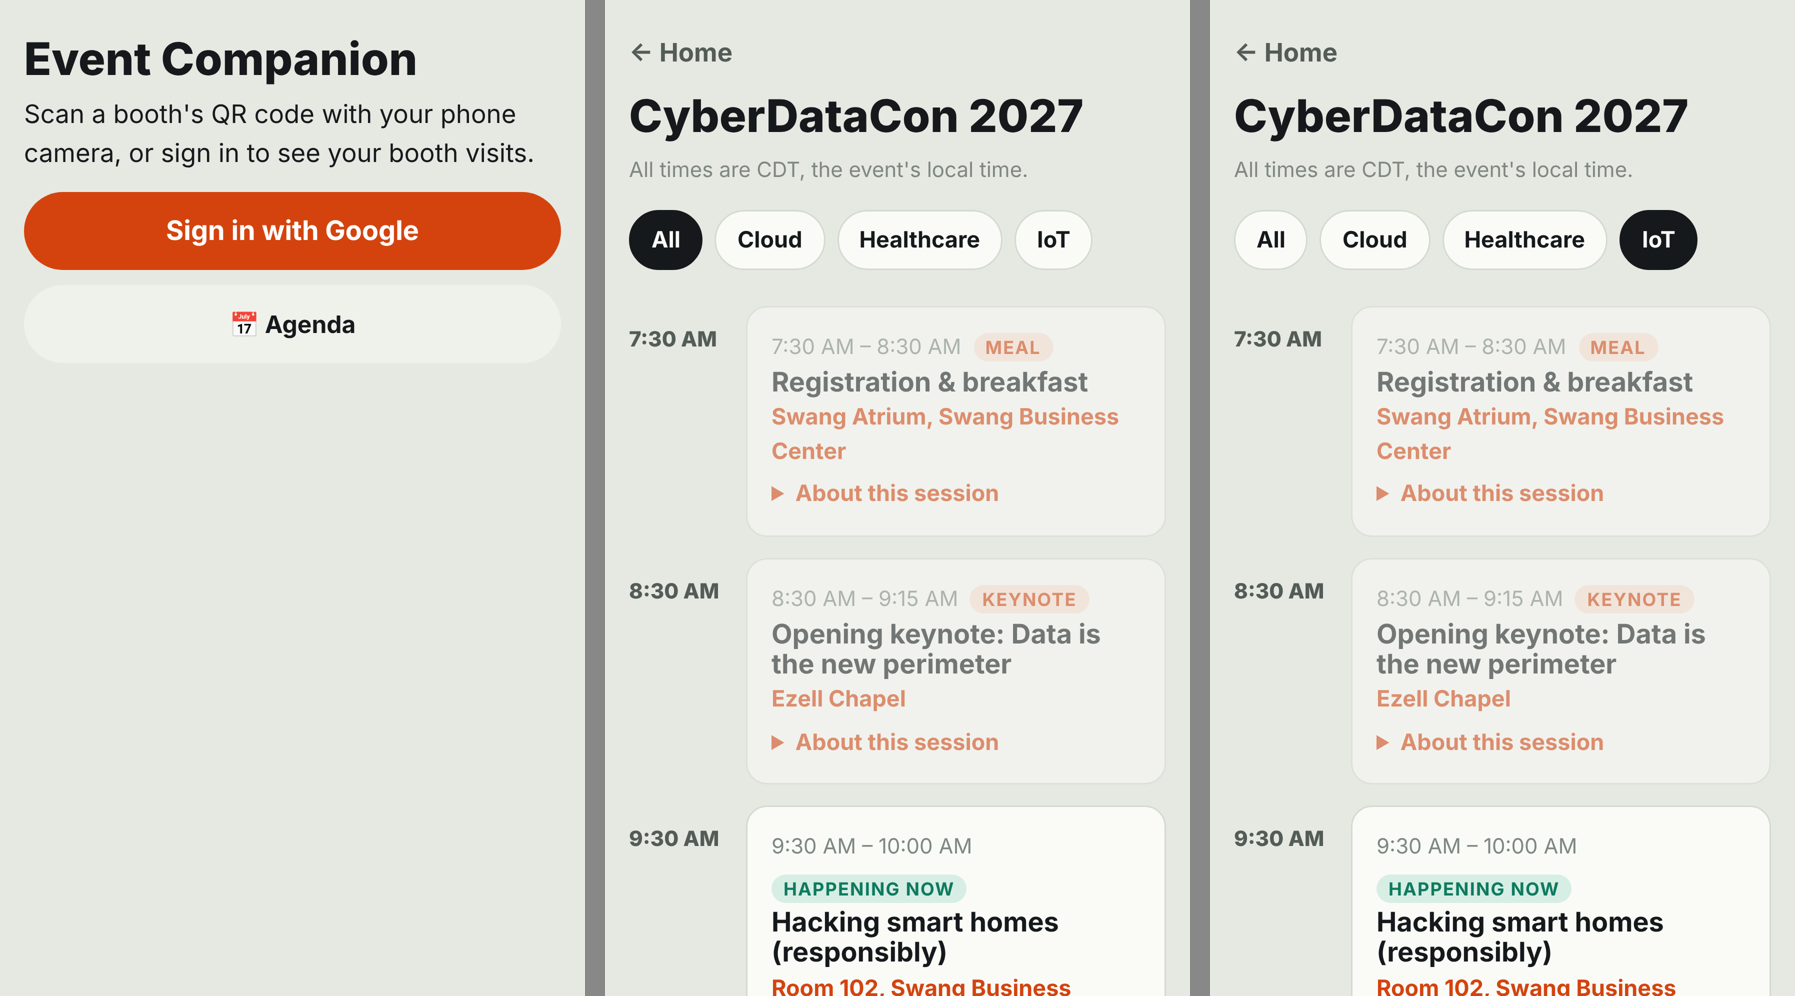 Event Companion
Scan a booth's QR code with your phone
camera, or sign in to see your booth visits.
Sign in with Google
📅 Agenda
← Home
CyberDataCon 2027
All times are CDT, the event's local time.
All Cloud Healthcare IoT
7:30 AM
7:30 AM – 8:30 AM MEAL
Registration & breakfast
Swang Atrium, Swang Business
Center
▶ About this session
8:30 AM
8:30 AM – 9:15 AM KEYNOTE
Opening keynote: Data is
the new perimeter
Ezell Chapel
▶ About this session
9:30 AM
9:30 AM – 10:00 AM
HAPPENING NOW
Hacking smart homes
(responsibly)
Room 102, Swang Business
← Home
CyberDataCon 2027
All times are CDT, the event's local time.
All Cloud Healthcare IoT
7:30 AM
7:30 AM – 8:30 AM MEAL
Registration & breakfast
Swang Atrium, Swang Business
Center
▶ About this session
8:30 AM
8:30 AM – 9:15 AM KEYNOTE
Opening keynote: Data is
the new perimeter
Ezell Chapel
▶ About this session
9:30 AM
9:30 AM – 10:00 AM
HAPPENING NOW
Hacking smart homes
(responsibly)
Room 102, Swang Business